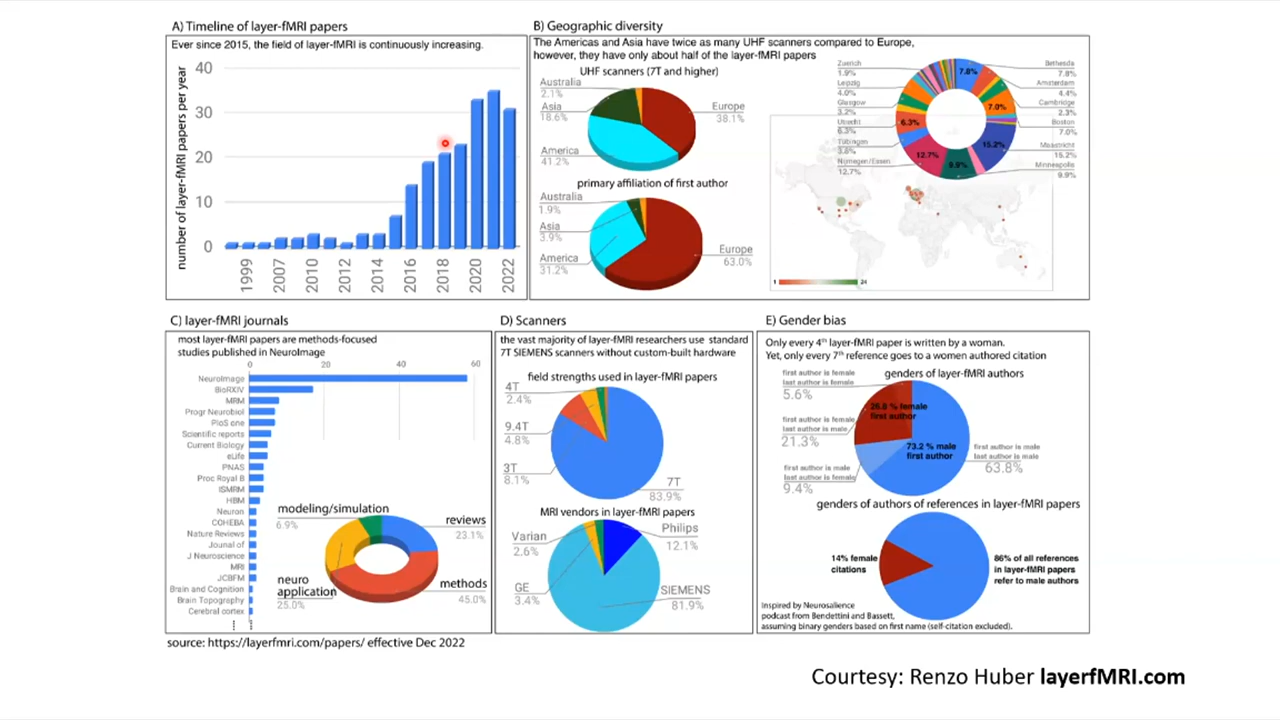 A) Timeline of layer-fMRI papers
Ever since 2015, the field of layer-fMRI is continuously increasing.
number of layer-fMRI papers per year
40
30
20
10
0
1999
2007
2010
2012
2014
2016
2018
2020
2022
B) Geographic diversity
The Americas and Asia have twice as many UHF scanners compared to Europe,
however, they have only about half of the layer-fMRI papers
UHF scanners (7T and higher)
Australia
2.1%
Asia
18.6%
America
41.2%
Europe
38.1%
primary affiliation of first author
Australia
1.9%
Asia
3.9%
America
31.2%
Europe
63.0%
Zuerich
1.9%
Leipzig
4.0%
Glasgow
3.2%
Utrecht
6.3%
Tübingen
3.8%
Nijmegen/Essen
12.7%
Bethesda
7.8%
Amsterdam
4.4%
Cambridge
2.3%
Boston
7.0%
Maastricht
15.2%
Minneapolis
9.9%
7.8%
7.0%
15.2%
9.9%
12.7%
6.3%
1
24
C) layer-fMRI journals
most layer-fMRI papers are methods-focused
studies published in NeuroImage
0
20
40
60
NeuroImage
BioRXIV
MRM
Progr Neurobiol
PloS one
Scientific reports
Current Biology
eLife
PNAS
Proc Royal B
ISMRM
HBM
Neuron
COHEBA
Nature Reviews
Jounal of
J Neuroscience
MRI
JCBFM
Brain and Cognition
Brain Topography
Cerebral cortex
modeling/simulation
6.9%
reviews
23.1%
neuro
application
25.0%
methods
45.0%
D) Scanners
the vast majority of layer-fMRI researchers use standard
7T SIEMENS scanners without custom-built hardware
field strengths used in layer-fMRI papers
4T
2.4%
9.4T
4.8%
3T
8.1%
7T
83.9%
MRI vendors in layer-fMRI papers
Varian
2.6%
GE
3.4%
Philips
12.1%
SIEMENS
81.9%
E) Gender bias
Only every 4th layer-fMRI paper is written by a woman.
Yet, only every 7th reference goes to a women authored citation
genders of layer-fMRI authors
first author is female
last author is female
5.6%
first author is female
last author is male
21.3%
first author is male
last author is female
9.4%
26.8 % female
first author
73.2 % male
first author
first author is male
last author is male
63.8%
genders of authors of references in layer-fMRI papers
14% female
citations
86% of all references
in layer-fMRI papers
refer to male authors
Inspired by Neurosalience
podcast from Bendettini and Bassett,
assuming binary genders based on first name (self-citation excluded).
source: https://layerfmri.com/papers/ effective Dec 2022
Courtesy: Renzo Huber layerfMRI.com